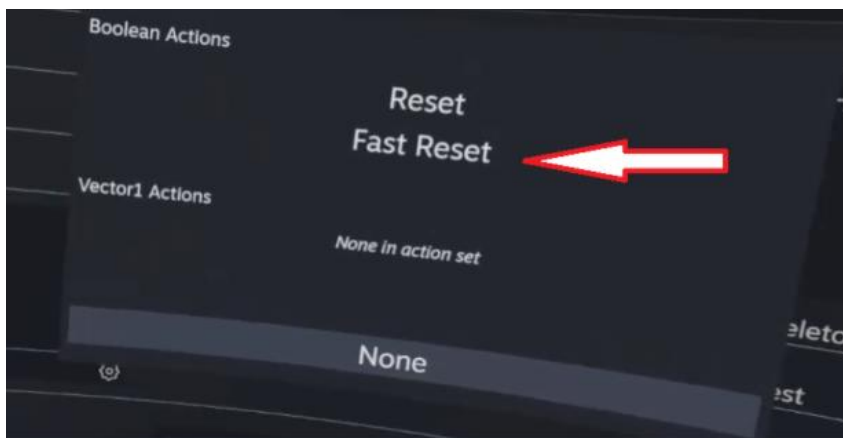 Boolean Actions
Reset
Fast Reset
Vector1 Actions
None in action set
None